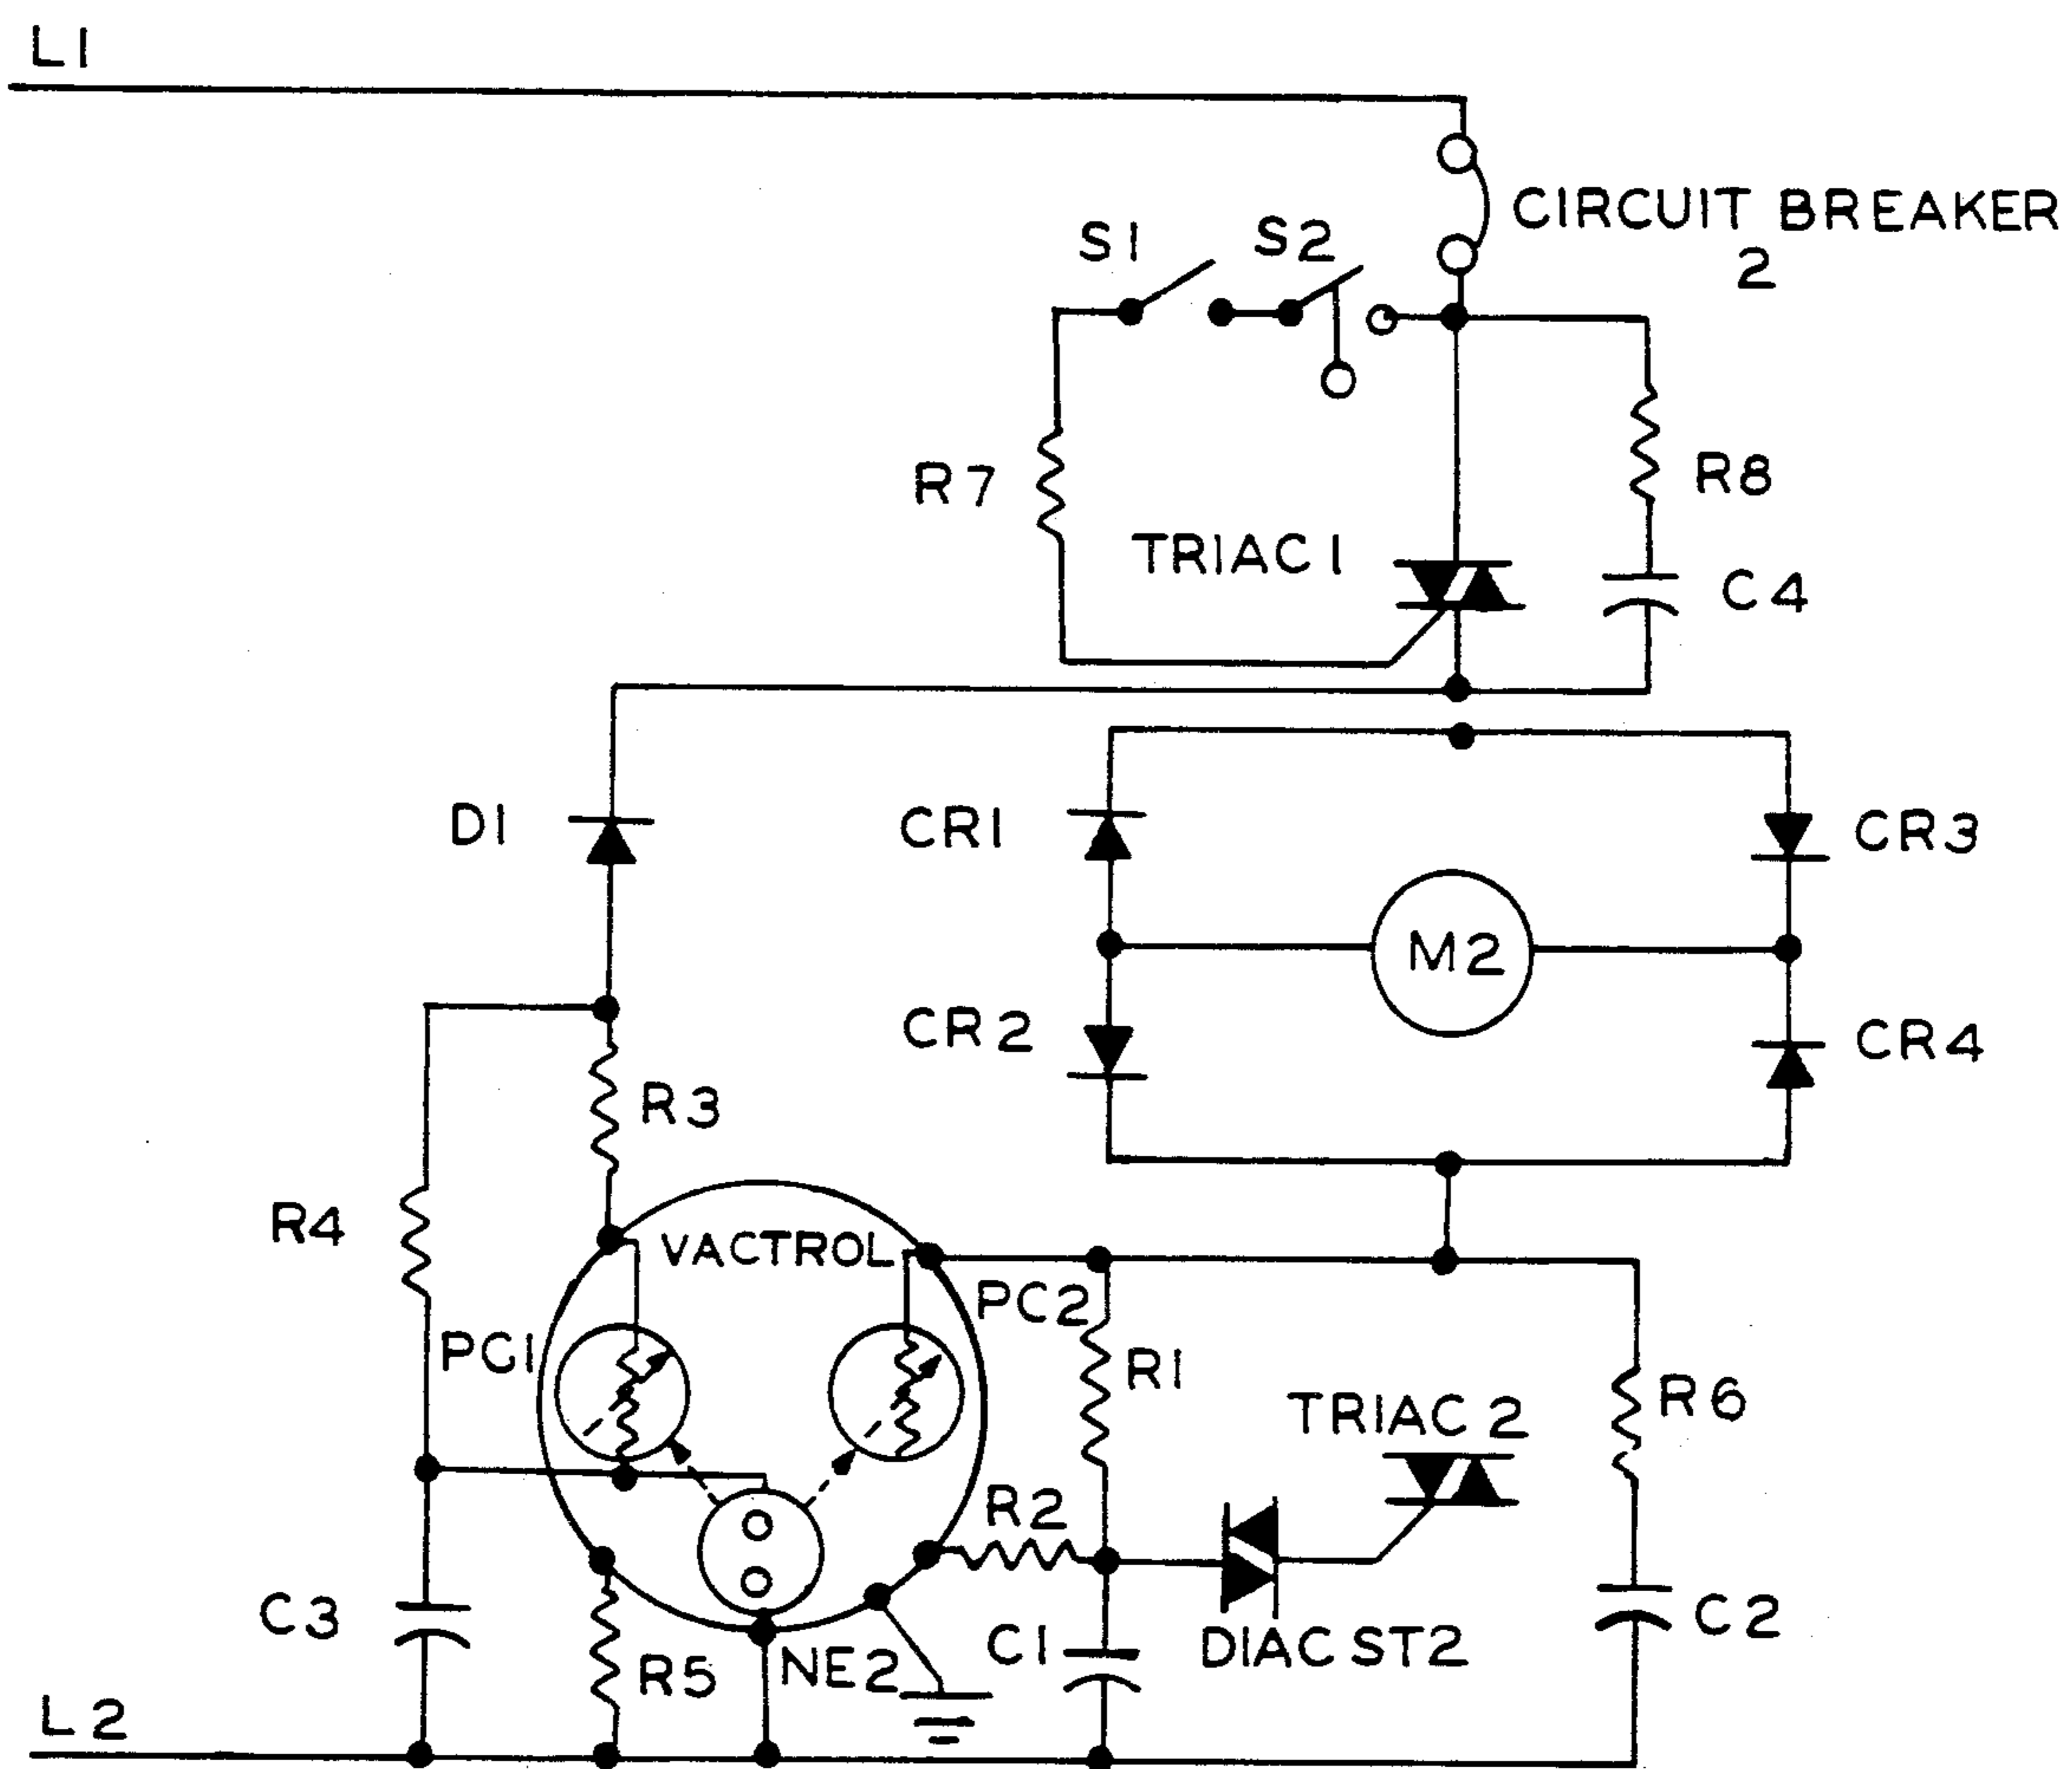 L1
CIRCUIT BREAKER
2
S1
S2
R7
R8
TRIAC 1
C4
D1
CR1
CR3
M2
CR2
CR4
R3
R4
VACTROL
PC2
PC1
R1
TRIAC 2
R6
R2
C3
R5
NE2
C1
DIAC ST2
C2
L2